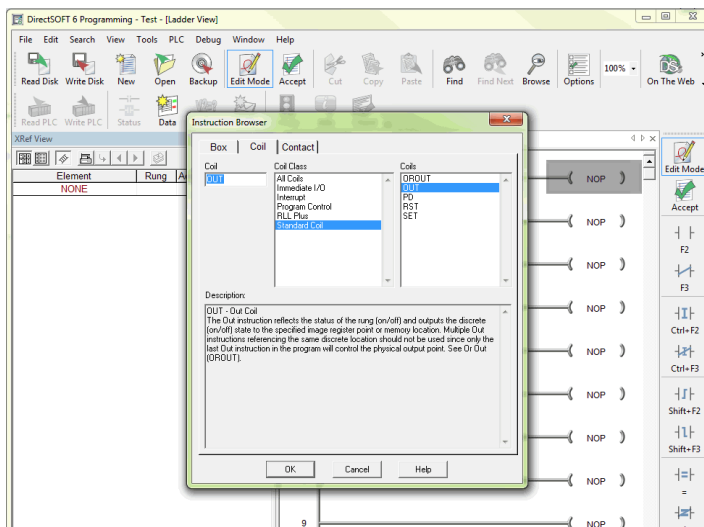 DirectSOFT 6 Programming - Test - [Ladder View]
File Edit Search View Tools PLC Debug Window Help
Read Disk Write Disk New Open Backup Edit Mode Accept Cut Copy Paste Find Find Next Browse Options 100% On The Web
Read PLC Write PLC Status Data
XRef View
Element Rung
NONE
Instruction Browser
Box Coil Contact
Coil
OUT
Coil Class
All Coils
Immediate I/O
Interrupt
Program Control
RLL Plus
Standard Coil
Coils
OROUT
OUT
PD
RST
SET
Description:
OUT - Out Coil
The Out instruction reflects the status of the rung (on/off) and outputs the discrete
(on/off) state to the specified image register point or memory location. Multiple Out
instructions referencing the same discrete location should not be used since only the
last Out instruction in the program will control the physical output point. See Or Out
(OROUT).
OK Cancel Help
NOP
NOP
NOP
NOP
NOP
NOP
NOP
NOP
9 NOP
Edit Mode
Accept
F2
F3
Ctrl+F2
Ctrl+F3
Shift+F2
Shift+F3
=